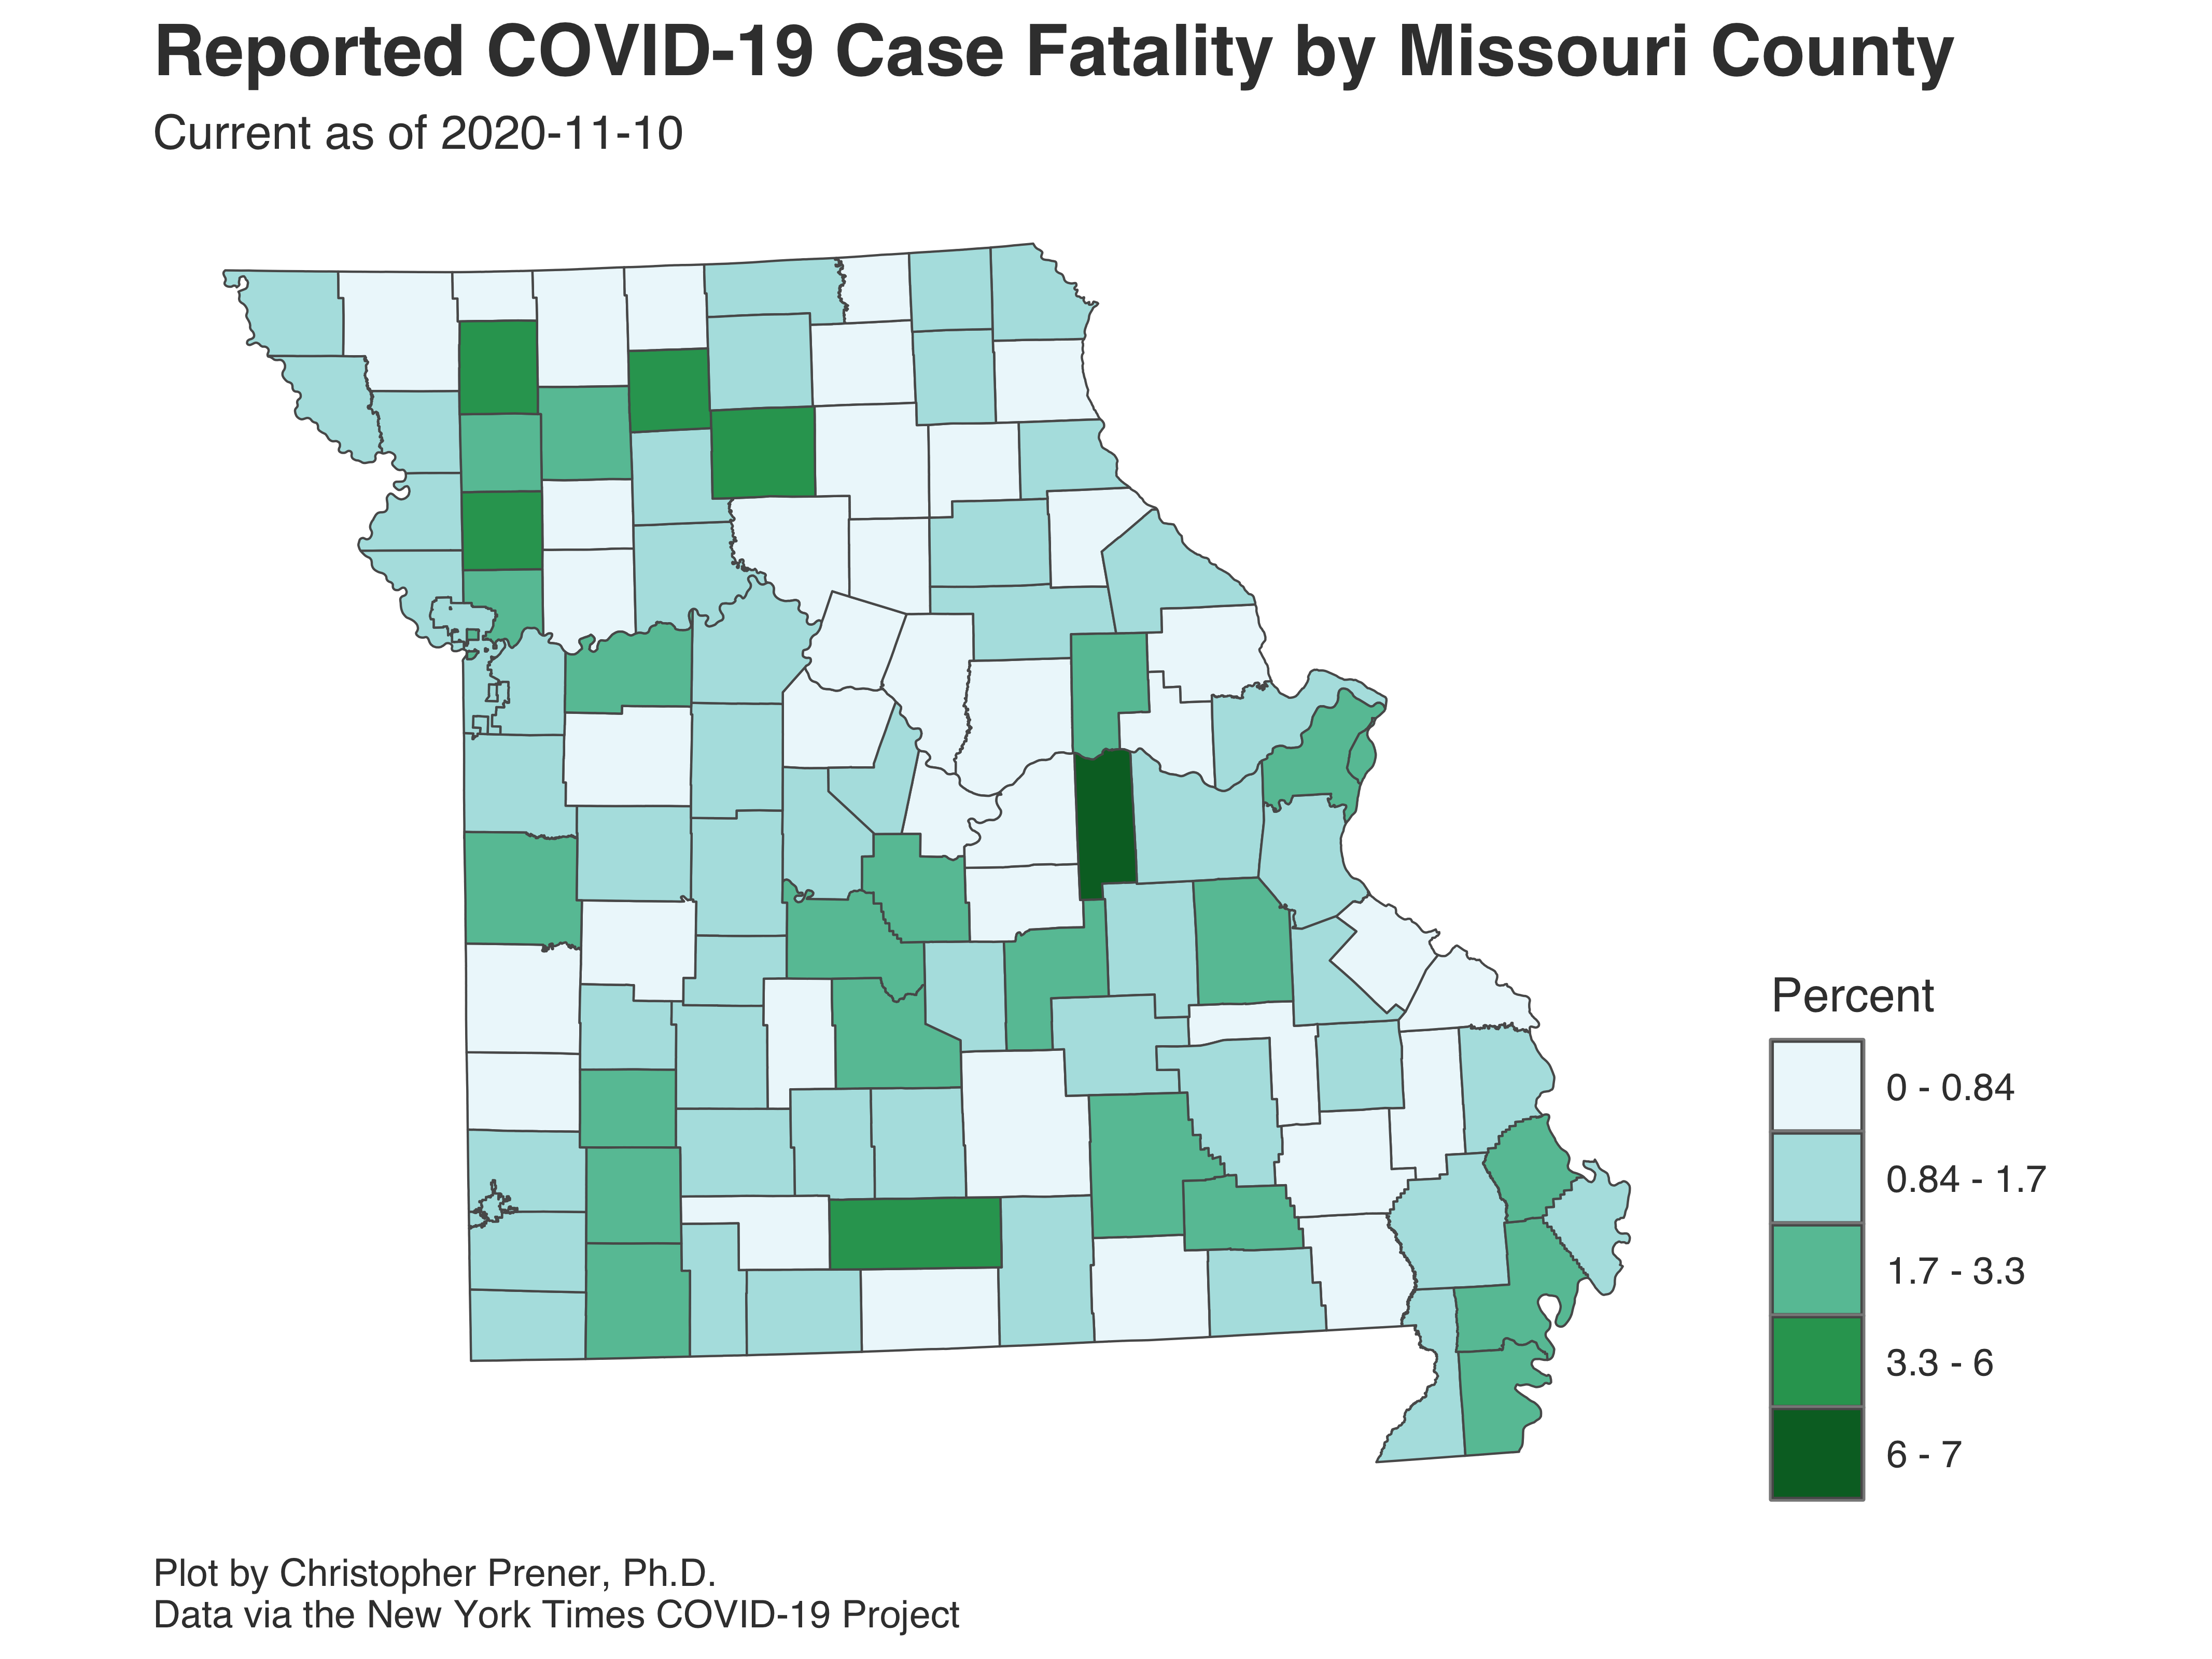 Reported COVID-19 Case Fatality by Missouri County
Current as of 2020-11-10
Percent
0 - 0.84
0.84 - 1.7
1.7 - 3.3
3.3 - 6
6 - 7
Plot by Christopher Prener, Ph.D.
Data via the New York Times COVID-19 Project